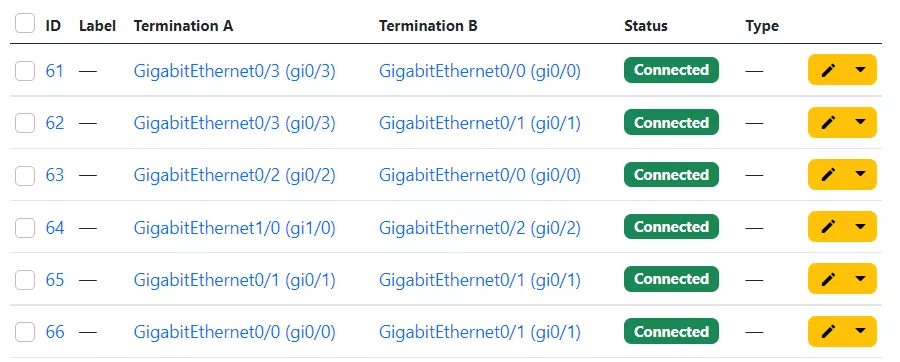 ID Label Termination A Termination B Status Type
61 — GigabitEthernet0/3 (gi0/3) GigabitEthernet0/0 (gi0/0) Connected —
62 — GigabitEthernet0/3 (gi0/3) GigabitEthernet0/1 (gi0/1) Connected —
63 — GigabitEthernet0/2 (gi0/2) GigabitEthernet0/0 (gi0/0) Connected —
64 — GigabitEthernet1/0 (gi1/0) GigabitEthernet0/2 (gi0/2) Connected —
65 — GigabitEthernet0/1 (gi0/1) GigabitEthernet0/1 (gi0/1) Connected —
66 — GigabitEthernet0/0 (gi0/0) GigabitEthernet0/1 (gi0/1) Connected —